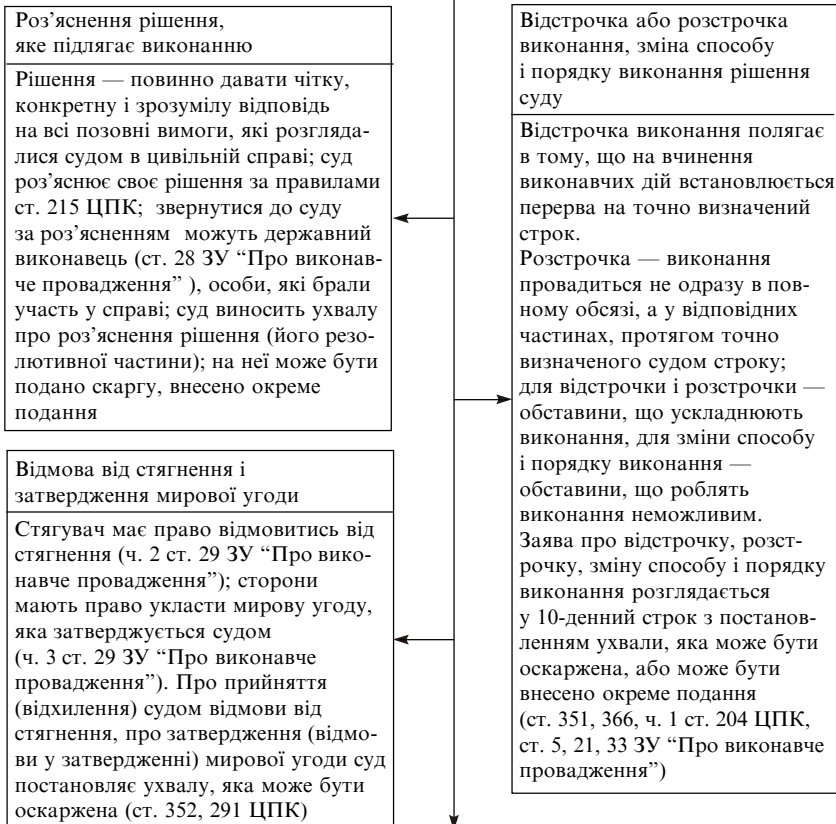 Роз’яснення рішення,
яке підлягає виконанню
Рішення — повинно давати чітку,
конкретну і зрозумілу відповідь
на всі позовні вимоги, які розгляда-
лися судом в цивільній справі; суд
роз’яснює своє рішення за правилами
ст. 215 ЦПК; звернутися до суду
за роз’ясненням можуть державний
виконавець (ст. 28 ЗУ “Про виконав-
че провадження” ), особи, які брали
участь у справі; суд виносить ухвалу
про роз’яснення рішення (його резо-
лютивної частини); на неї може бути
подано скаргу, внесено окреме
подання
Відмова від стягнення і
затвердження мирової угоди
Стягувач має право відмовитись від
стягнення (ч. 2 ст. 29 ЗУ “Про вико-
навче провадження”); сторони
мають право укласти мирову угоду,
яка затверджується судом
(ч. 3 ст. 29 ЗУ “Про виконавче
провадження”). Про прийняття
(відхилення) судом відмови від
стягнення, про затвердження (відмо-
ви у затвердженні) мирової угоди суд
постановляє ухвалу, яка може бути
оскаржена (ст. 352, 291 ЦПК)
Відстрочка або розстрочка
виконання, зміна способу
і порядку виконання рішення
суду
Відстрочка виконання полягає
в тому, що на вчинення
виконавчих дій встановлюється
перерва на точно визначений
строк.
Розстрочка — виконання
провадиться не одразу в пов-
ному обсязі, а у відповідних
частинах, протягом точно
визначеного судом строку;
для відстрочки і розстрочки —
обставини, що ускладнюють
виконання, для зміни способу
і порядку виконання —
обставини, що роблять
виконання неможливим.
Заява про відстрочку, розст-
рочку, зміну способу і порядку
виконання розглядається
у 10-денний строк з постанов-
ленням ухвали, яка може бути
оскаржена, або може бути
внесено окреме подання
(ст. 351, 366, ч. 1 ст. 204 ЦПК,
ст. 5, 21, 33 ЗУ “Про виконавче
провадження”)